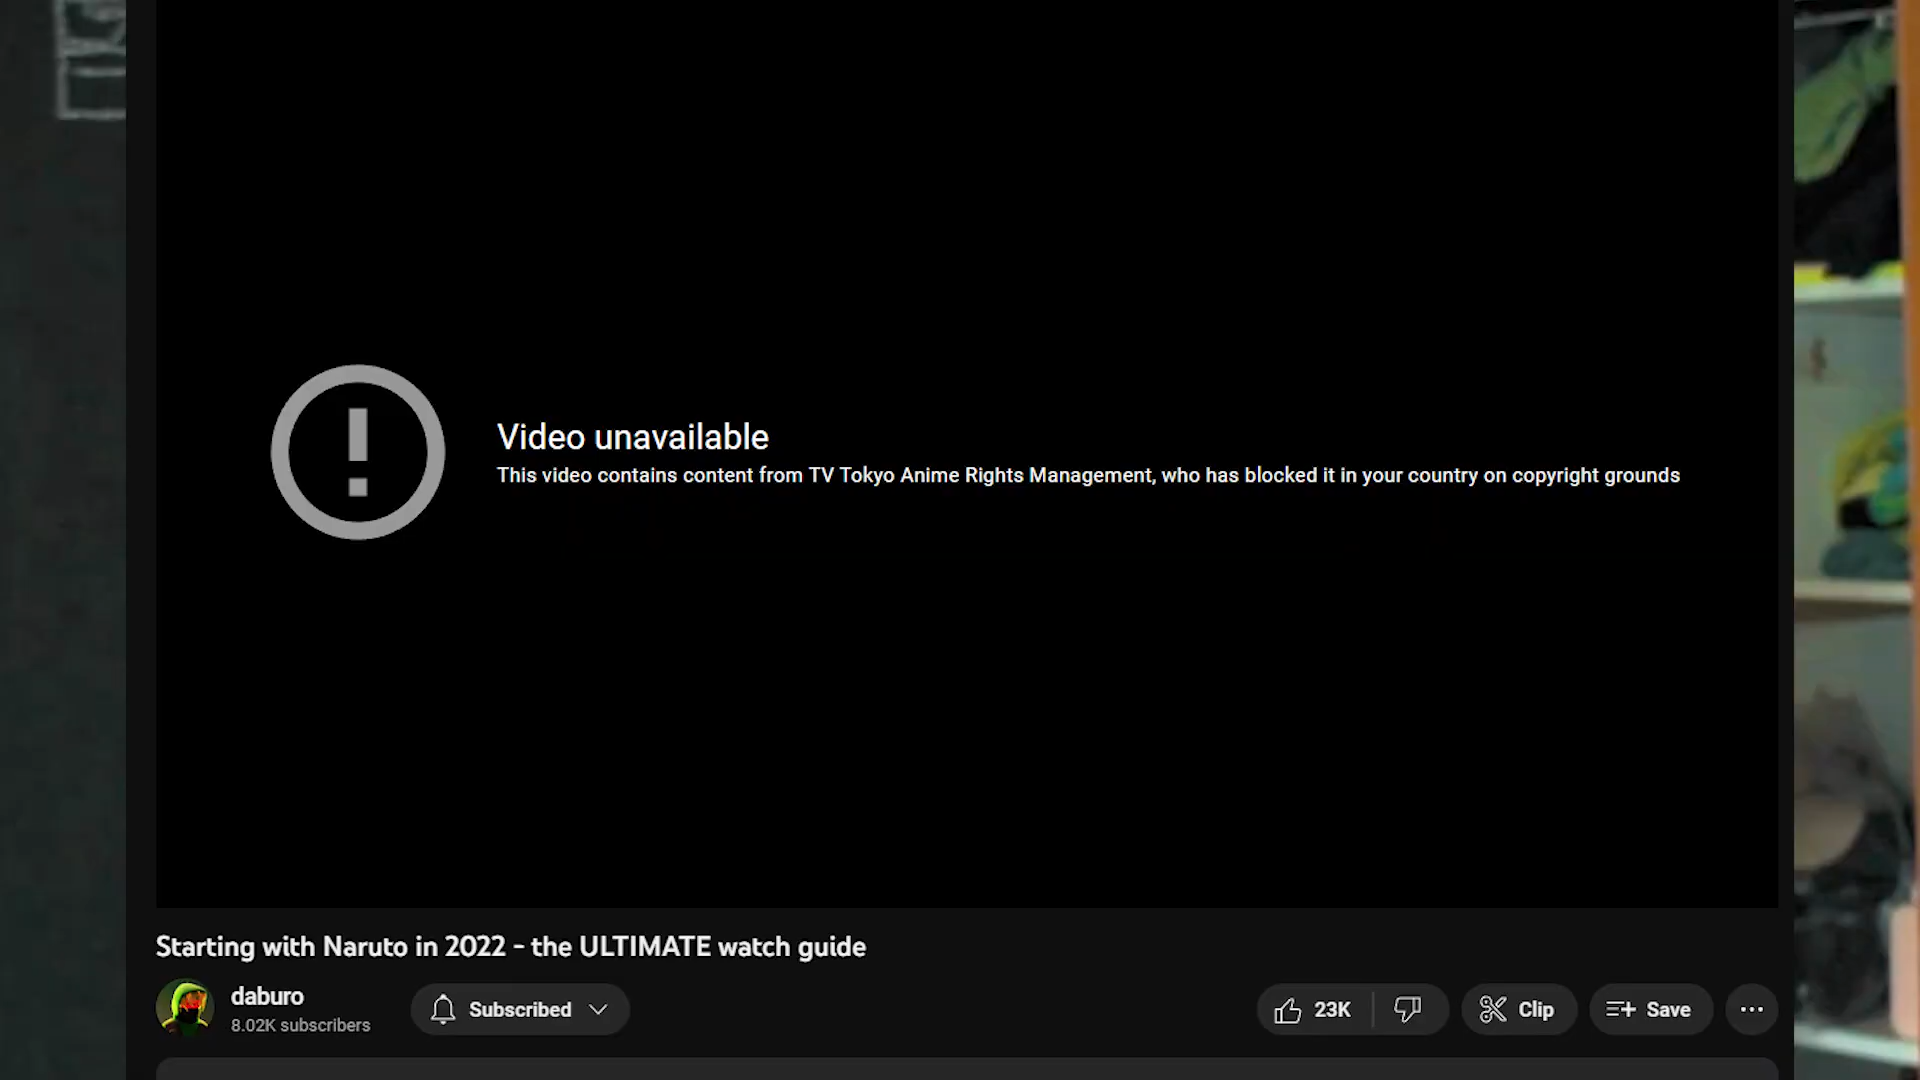 Video unavailable
This video contains content from TV Tokyo Anime Rights Management, who has blocked it in your country on copyright grounds
Starting with Naruto in 2022 - the ULTIMATE watch guide
daburo
8.02K subscribers
Subscribed
23K
Clip
Save